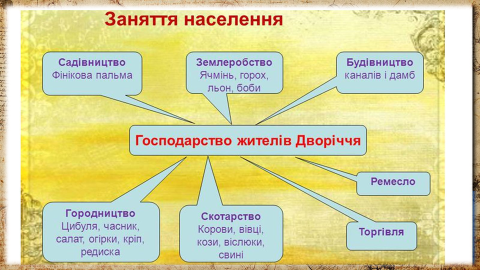 Заняття населення
Садівництво
Фінікова пальма
Землеробство
Ячмінь, горох,
льон, боби
Будівництво
каналів і дамб
Господарство жителів Дворіччя
Ремесло
Городництво
Цибуля, часник,
салат, огірки, кріп,
редиска
Скотарство
Корови, вівці,
кози, віслюки,
свині
Торгівля